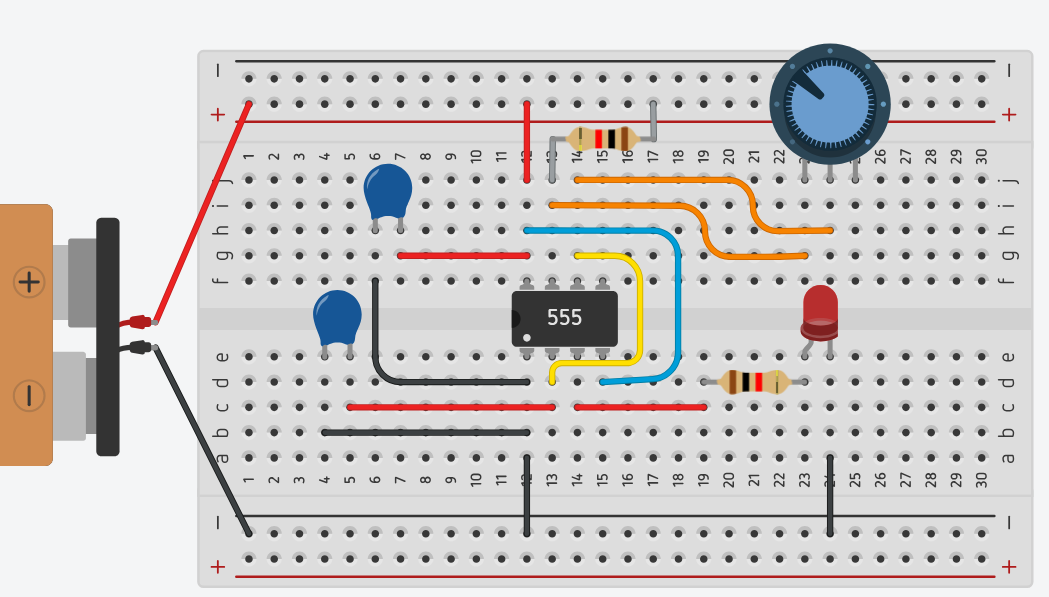 − −
+ +
1 2 3 4 5 6 7 8 9 10 11 12 13 14 15 16 17 18 19 20 21 22 26 27 28 29 30
j j
i i
h h
g g
+
f f
555
e e
d d
−
c c
b b
a a
1 2 3 4 5 6 7 8 9 10 11 12 13 14 15 16 17 18 19 20 21 22 23 24 25 26 27 28 29 30
− −
+ +